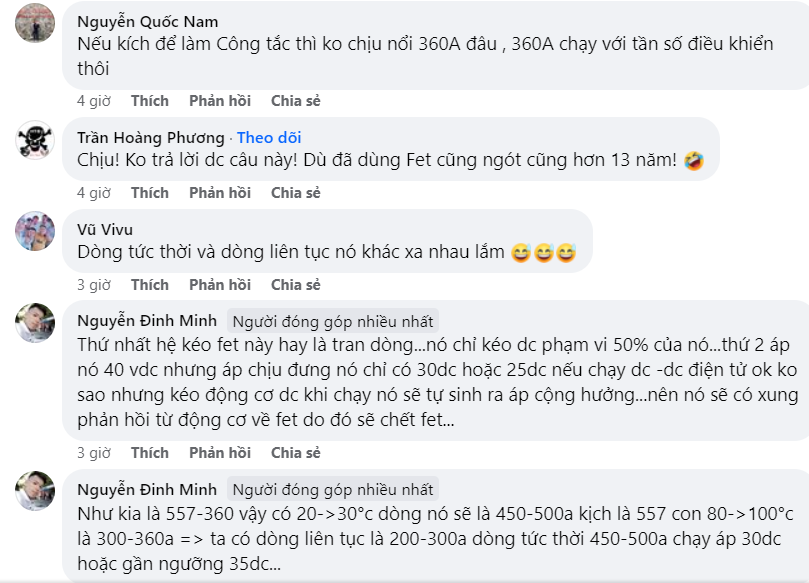 Nguyễn Quốc Nam
Nếu kích để làm Công tắc thì ko chịu nổi 360A đâu , 360A chạy với tần số điều khiển
thôi
4 giờ Thích Phản hồi Chia sẻ
Trần Hoàng Phương · Theo dõi
Chịu! Ko trả lời dc câu này! Dù đã dùng Fet cũng ngót cũng hơn 13 năm! 🤣
4 giờ Thích Phản hồi Chia sẻ
Vũ Vivu
Dòng tức thời và dòng liên tục nó khác xa nhau lắm 😅😅😅
3 giờ Thích Phản hồi Chia sẻ
Nguyễn Đinh Minh Người đóng góp nhiều nhất
Thứ nhất hệ kéo fet này hay là tran dòng...nó chỉ kéo dc phạm vi 50% của nó...thứ 2 áp
nó 40 vdc nhưng áp chịu đưng nó chỉ có 30dc hoặc 25dc nếu chạy dc -dc điện tử ok ko
sao nhưng kéo động cơ dc khi chạy nó sẽ tự sinh ra áp cộng hưởng...nên nó sẽ có xung
phản hồi từ động cơ về fet do đó sẽ chết fet...
3 giờ Thích Phản hồi Chia sẻ
Nguyễn Đinh Minh Người đóng góp nhiều nhất
Như kia là 557-360 vậy có 20->30°c dòng nó sẽ là 450-500a kịch là 557 con 80->100°c
là 300-360a => ta có dòng liên tục là 200-300a dòng tức thời 450-500a chạy áp 30dc
hoặc gần ngưỡng 35dc...